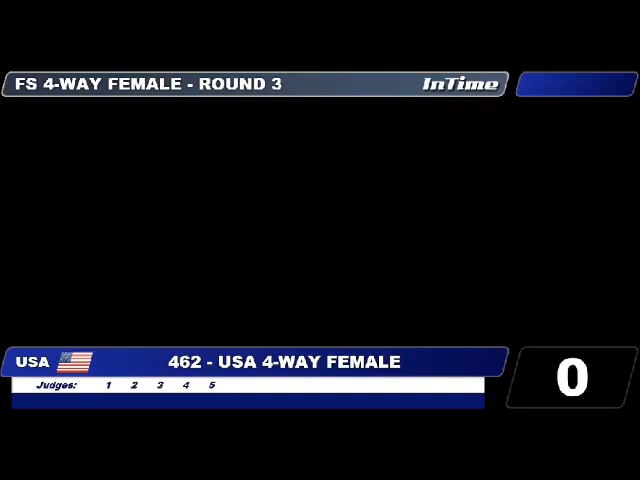 FS 4-WAY FEMALE - ROUND 3 InTime
USA 462 - USA 4-WAY FEMALE 0
Judges: 1 2 3 4 5